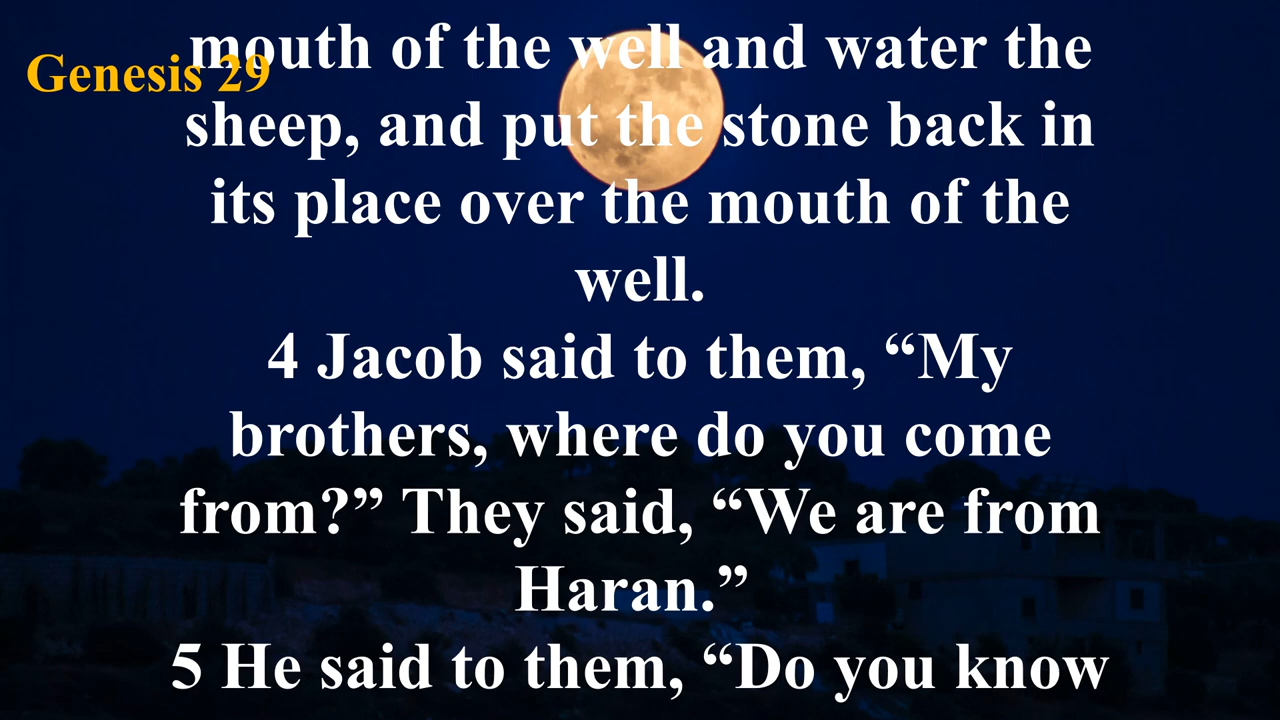 Genesis 29
mouth of the well and water the
sheep, and put the stone back in
its place over the mouth of the
well.
4 Jacob said to them, “My
brothers, where do you come
from?” They said, “We are from
Haran.”
5 He said to them, “Do you know